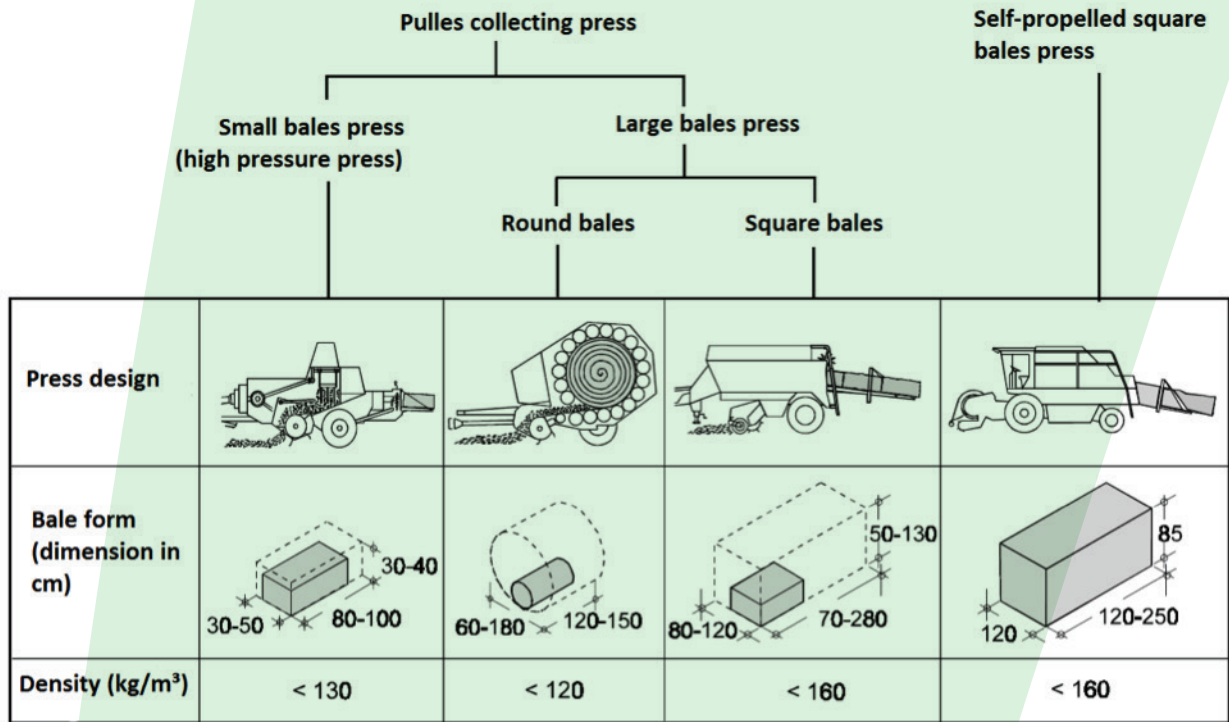 Pulles collecting press
Self-propelled square
bales press
Small bales press
(high pressure press)
Large bales press
Round bales
Square bales
Press design
Bale form
(dimension in
cm)
30-40
30-50
80-100
60-180
120-150
50-130
80-120
70-280
85
120
120-250
Density (kg/m³)
< 130
< 120
< 160
< 160